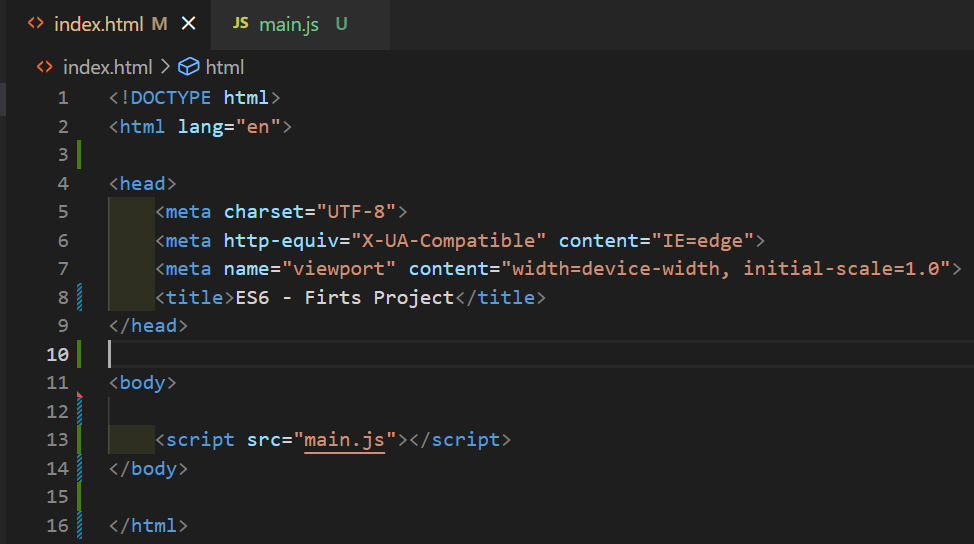 index.html M
JS main.js U
index.html > html
1 <!DOCTYPE html>
2 <html lang="en">
3
4 <head>
5     <meta charset="UTF-8">
6     <meta http-equiv="X-UA-Compatible" content="IE=edge">
7     <meta name="viewport" content="width=device-width, initial-scale=1.0">
8     <title>ES6 - Firts Project</title>
9 </head>
10
11 <body>
12
13     <script src="main.js"></script>
14 </body>
15
16 </html>